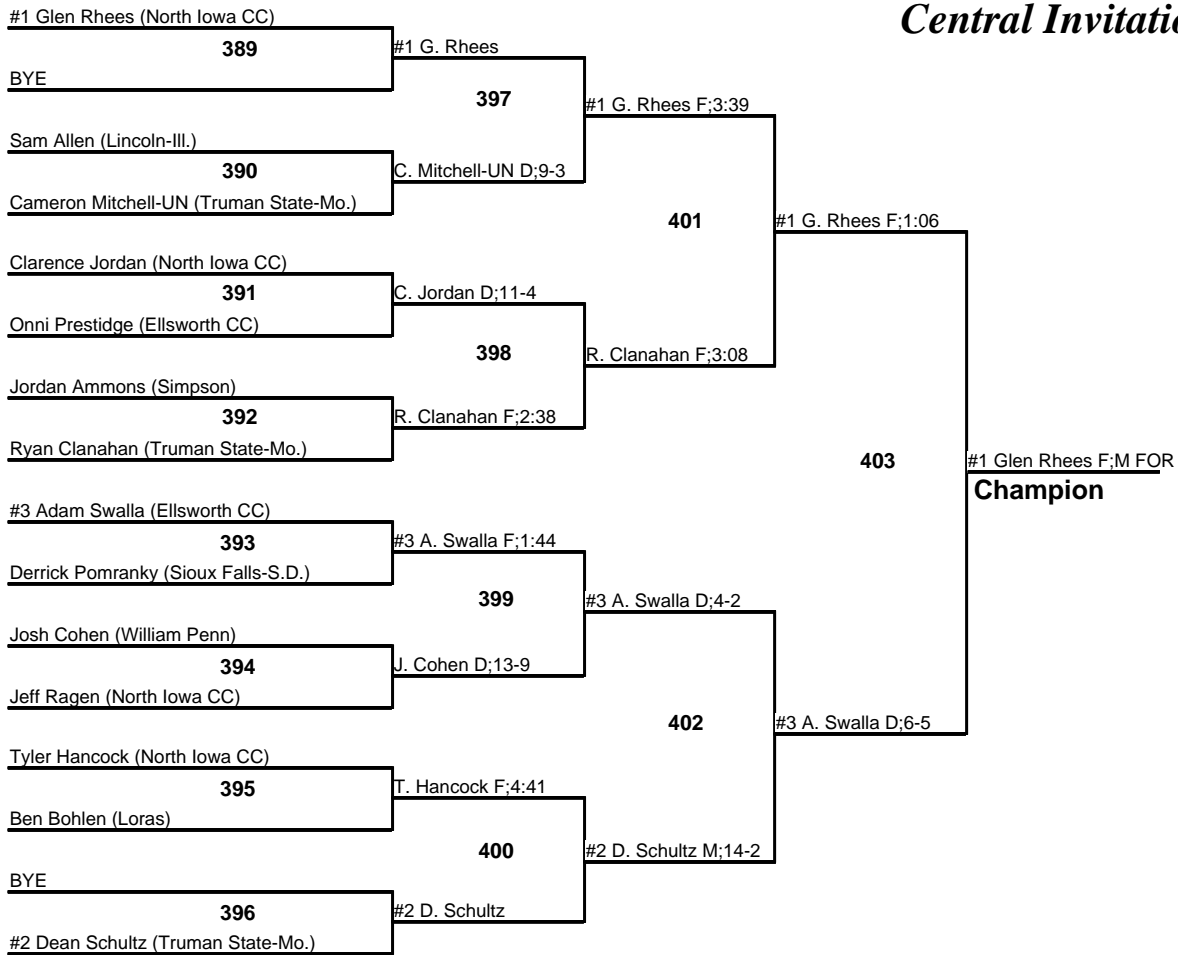 Central Invitatio
#1 Glen Rhees (North Iowa CC)
389
BYE
#1 G. Rhees
397
Sam Allen (Lincoln-Ill.)
390
Cameron Mitchell-UN (Truman State-Mo.)
C. Mitchell-UN D;9-3
#1 G. Rhees F;3:39
401
Clarence Jordan (North Iowa CC)
391
Onni Prestidge (Ellsworth CC)
C. Jordan D;11-4
398
Jordan Ammons (Simpson)
392
Ryan Clanahan (Truman State-Mo.)
R. Clanahan F;2:38
R. Clanahan F;3:08
#1 G. Rhees F;1:06
403
#3 Adam Swalla (Ellsworth CC)
393
Derrick Pomranky (Sioux Falls-S.D.)
#3 A. Swalla F;1:44
399
Josh Cohen (William Penn)
394
Jeff Ragen (North Iowa CC)
J. Cohen D;13-9
#3 A. Swalla D;4-2
402
Tyler Hancock (North Iowa CC)
395
Ben Bohlen (Loras)
T. Hancock F;4:41
400
BYE
396
#2 Dean Schultz (Truman State-Mo.)
#2 D. Schultz
#2 D. Schultz M;14-2
#3 A. Swalla D;6-5
#1 Glen Rhees F;M FOR
Champion